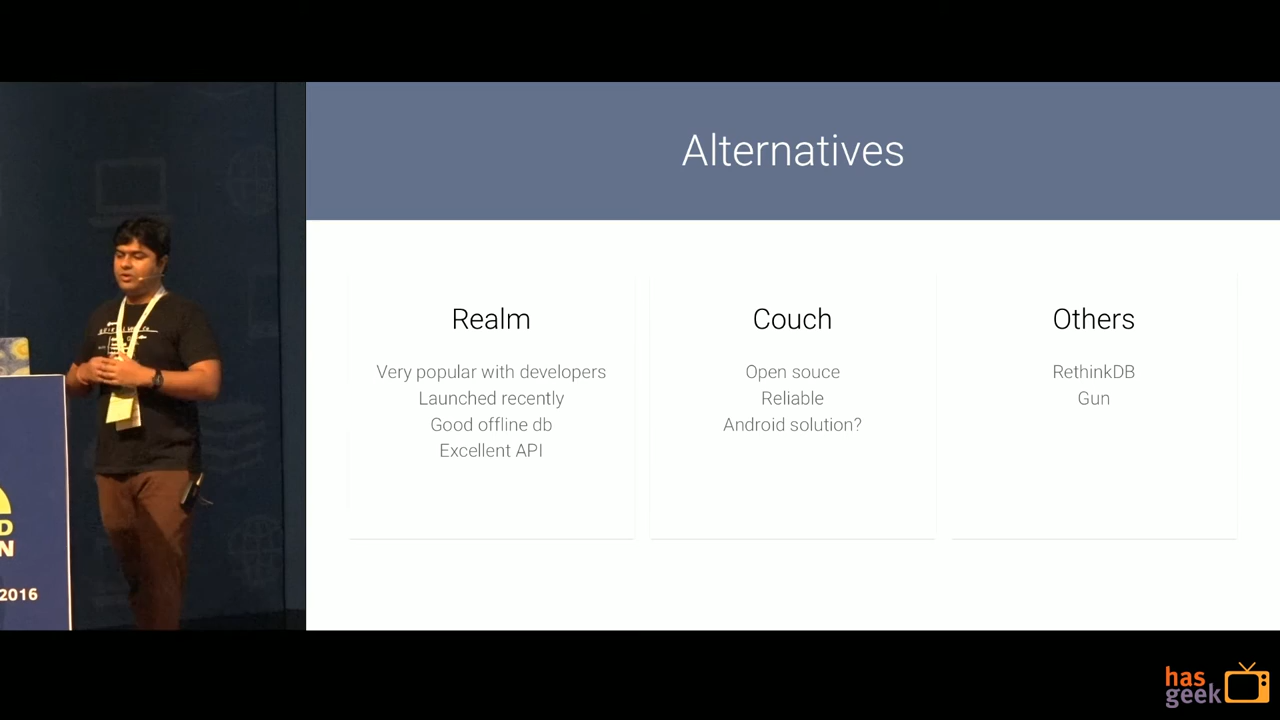 Alternatives
Realm
Very popular with developers
Launched recently
Good offline db
Excellent API
Couch
Open souce
Reliable
Android solution?
Others
RethinkDB
Gun
D
N
2016
has
geek